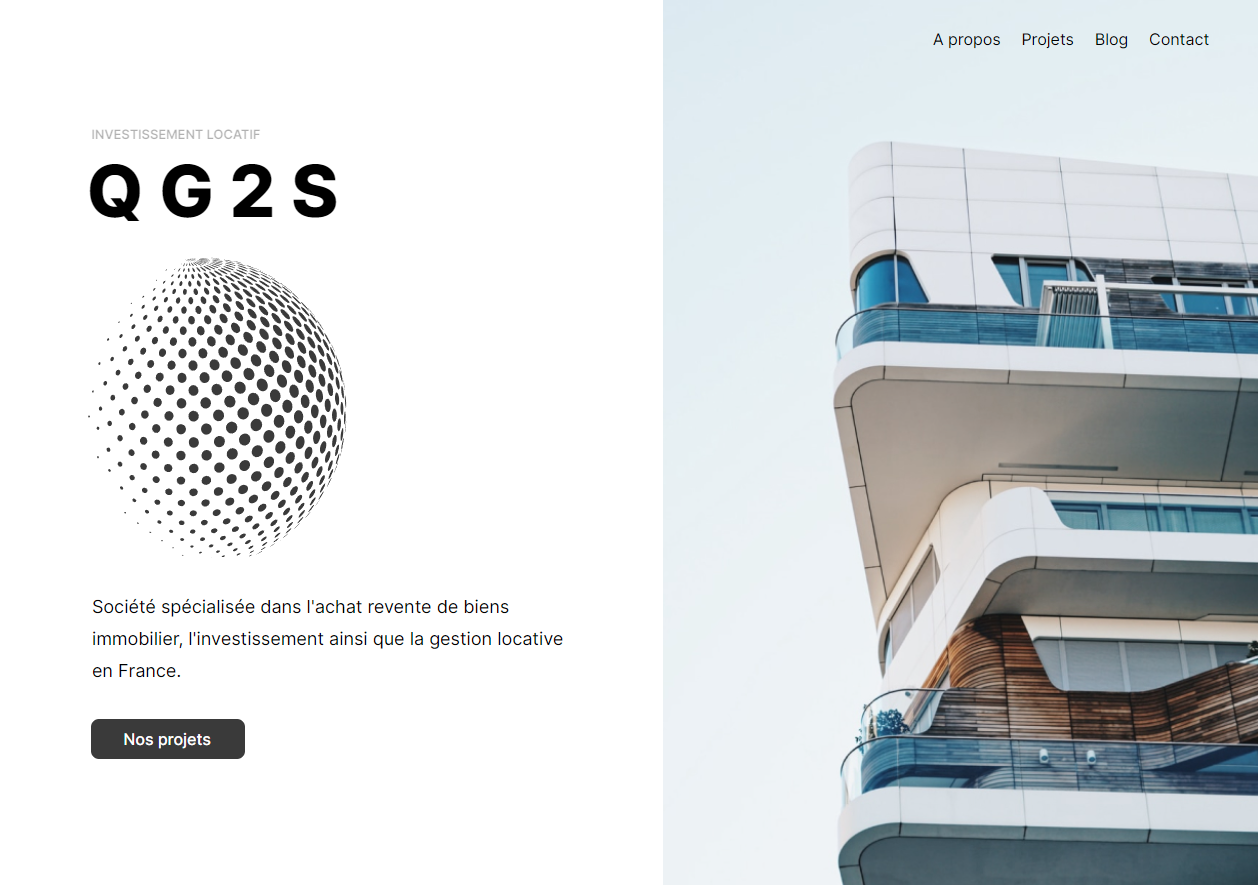 A propos Projets Blog Contact
INVESTISSEMENT LOCATIF
QG2S
Société spécialisée dans l'achat revente de biens
immobilier, l'investissement ainsi que la gestion locative
en France.
Nos projets